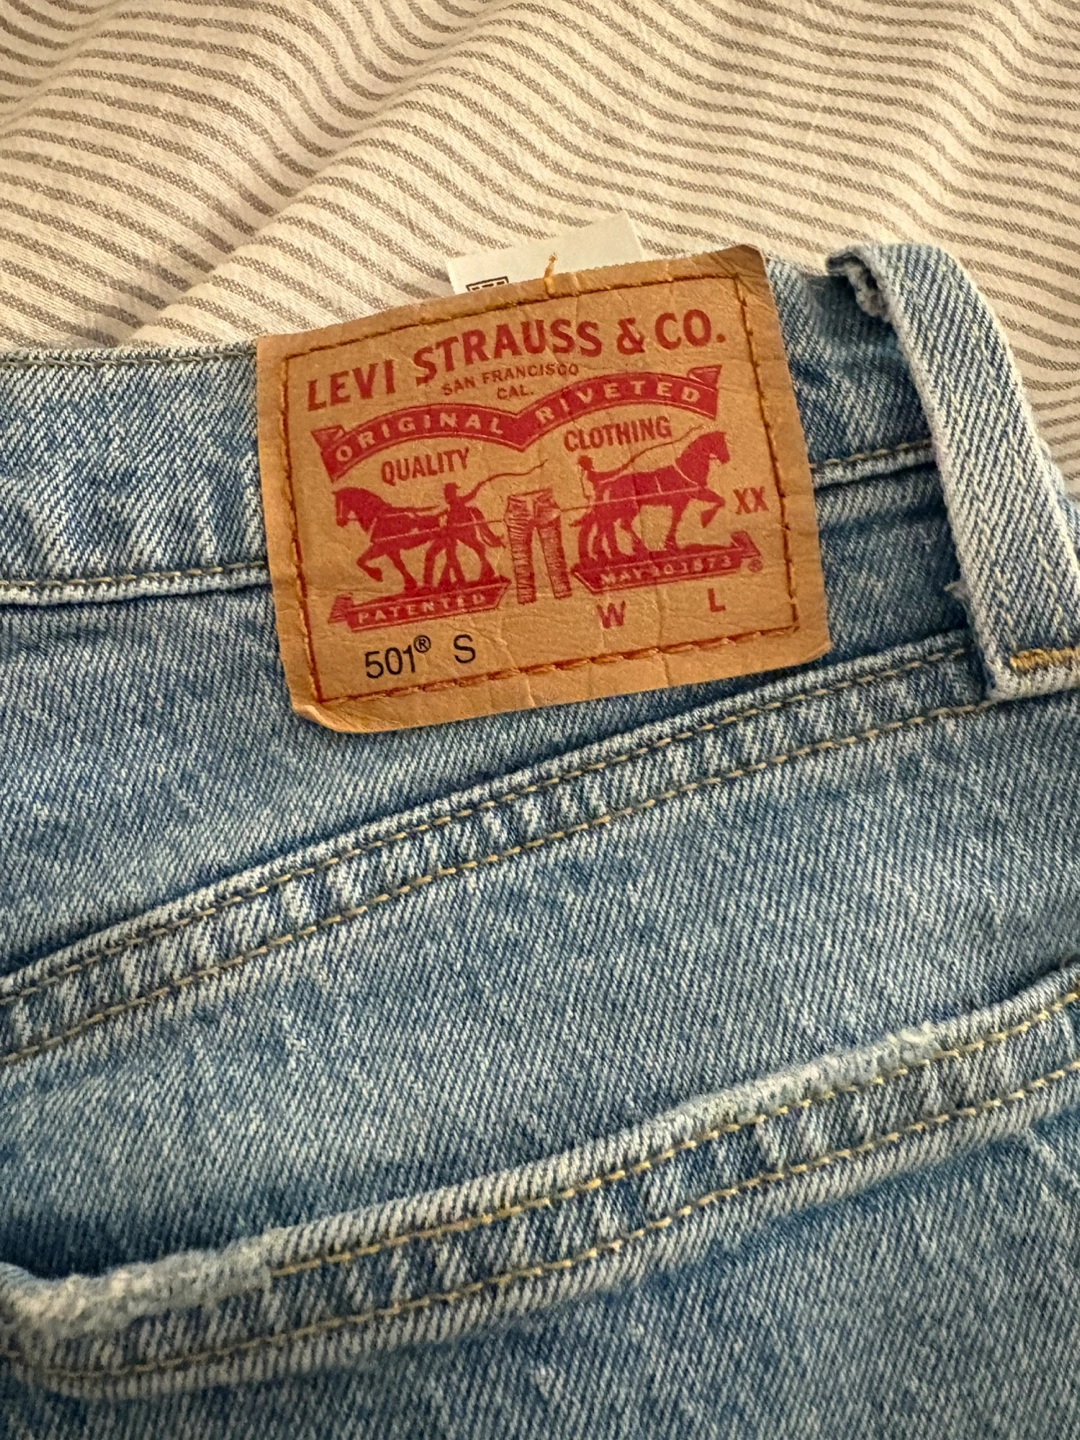 LEVI STRAUSS & CO.
SAN FRANCISCO
CAL.
ORIGINAL RIVETED
QUALITY CLOTHING
XX
PATENTED MAY 20 1873 ®
W L
501® S